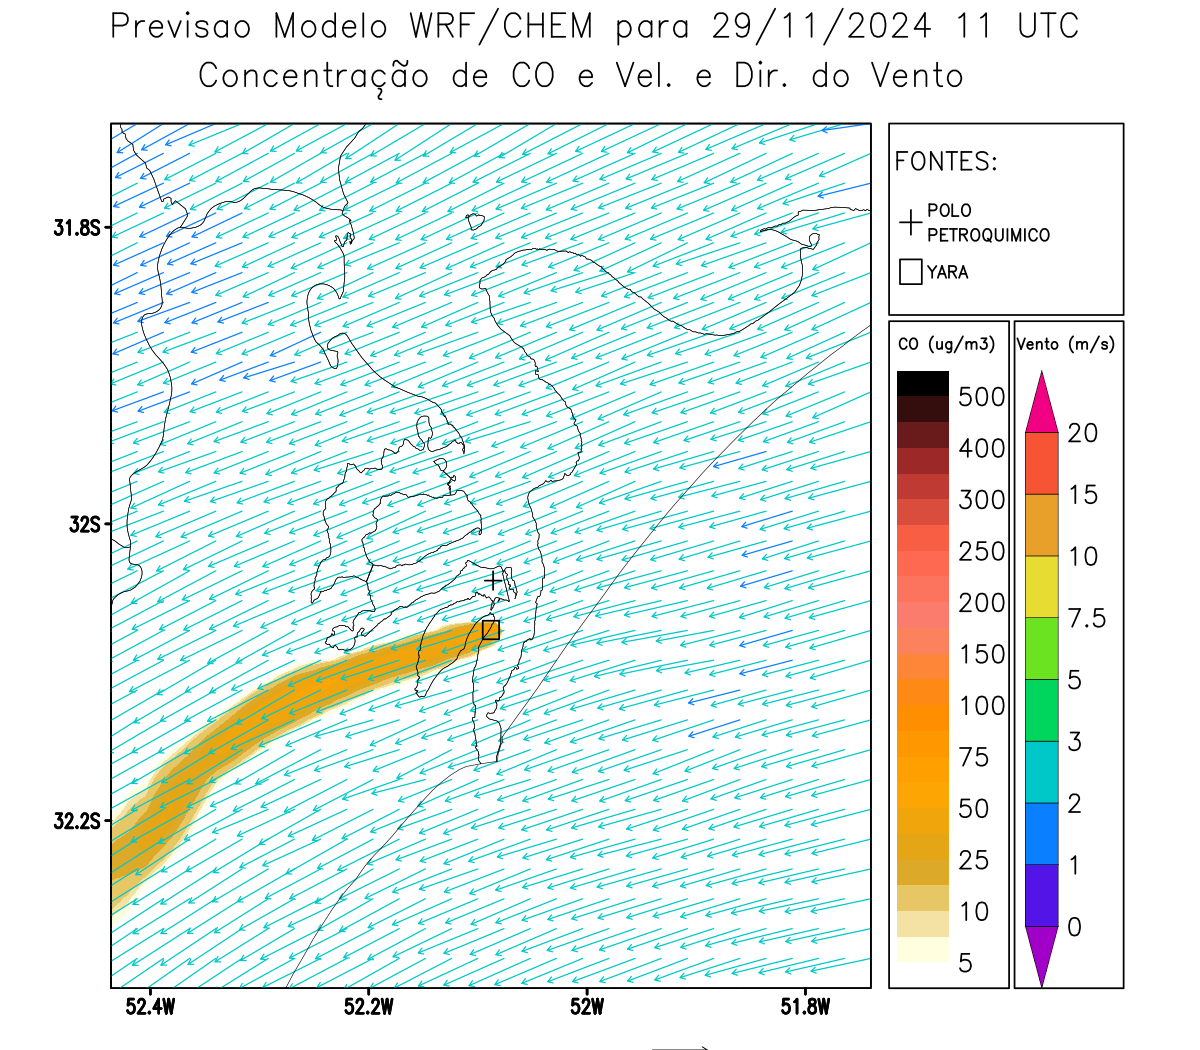 Previsao Modelo WRF/CHEM para 29/11/2024 11 UTC
Concentração de CO e Vel. e Dir. do Vento
FONTES:
POLO
PETROQUIMICO
YARA
31.8S
32S
32.2S
52.4W
52.2W
52W
51.8W
CO (ug/m3)
500
400
300
250
200
150
100
75
50
25
10
5
Vento (m/s)
20
15
10
7.5
5
3
2
1
0